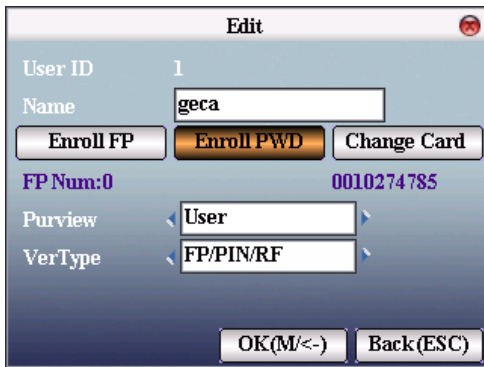 Edit
User ID 1
Name geca
Enroll FP Enroll PWD Change Card
FP Num:0 0010274785
Purview User
VerType FP/PIN/RF
OK(M/<-) Back(ESC)